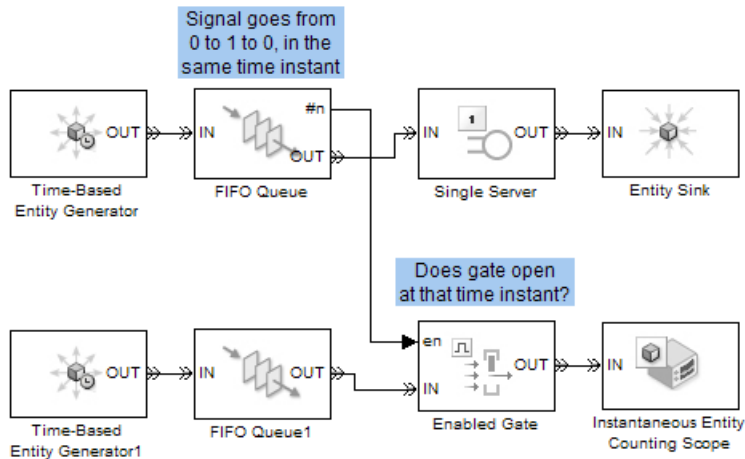 Signal goes from
0 to 1 to 0, in the
same time instant
OUT
Time-Based
Entity Generator
IN
#n
OUT
FIFO Queue
IN
1
OUT
Single Server
IN
Entity Sink
Does gate open
at that time instant?
OUT
Time-Based
Entity Generator1
IN
OUT
FIFO Queue1
en
IN
OUT
Enabled Gate
IN
Instantaneous Entity
Counting Scope